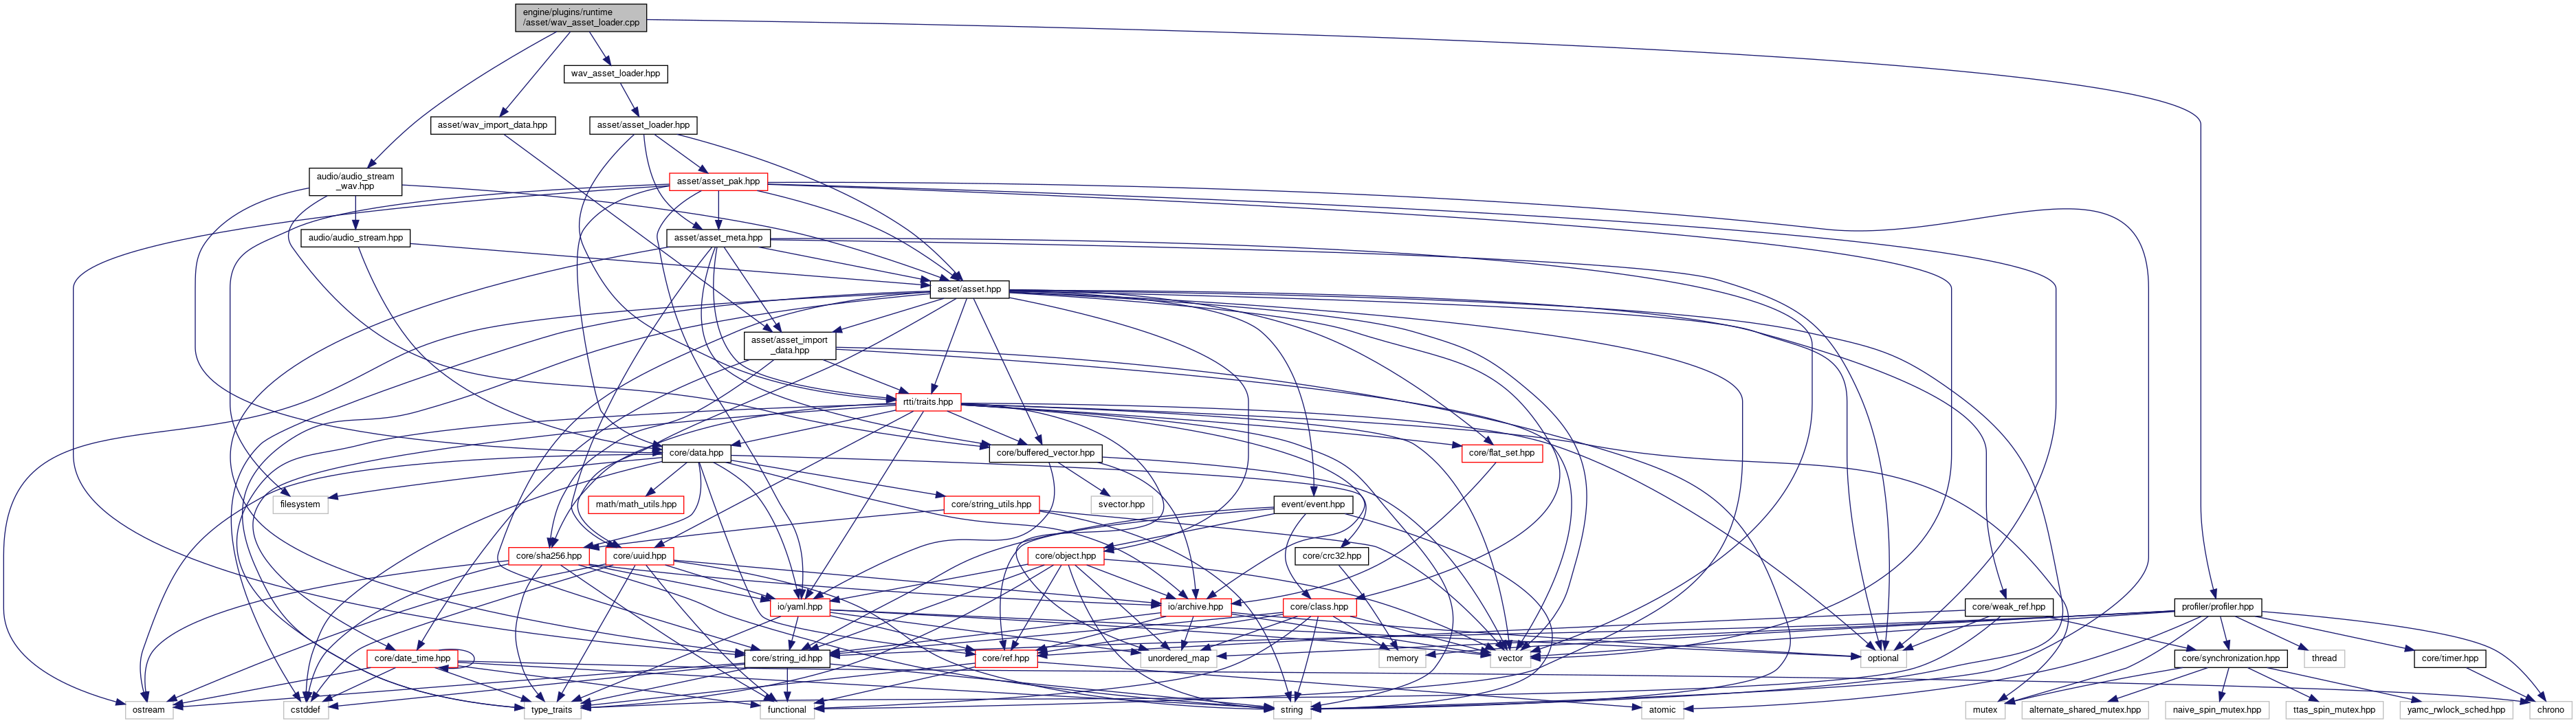 engine/plugins/runtime
/asset/wav_asset_loader.cpp
wav_asset_loader.hpp
asset/wav_import_data.hpp
asset/asset_loader.hpp
audio/audio_stream
_wav.hpp
asset/asset_pak.hpp
audio/audio_stream.hpp
asset/asset_meta.hpp
asset/asset.hpp
asset/asset_import
_data.hpp
rtti/traits.hpp
core/data.hpp
core/buffered_vector.hpp
core/flat_set.hpp
filesystem
math/math_utils.hpp
core/string_utils.hpp
svector.hpp
event/event.hpp
core/sha256.hpp
core/uuid.hpp
core/object.hpp
core/crc32.hpp
io/yaml.hpp
io/archive.hpp
core/class.hpp
core/weak_ref.hpp
profiler/profiler.hpp
core/date_time.hpp
core/string_id.hpp
core/ref.hpp
unordered_map
memory
vector
optional
core/synchronization.hpp
thread
core/timer.hpp
ostream
cstddef
type_traits
functional
string
atomic
mutex
alternate_shared_mutex.hpp
naive_spin_mutex.hpp
ttas_spin_mutex.hpp
yamc_rwlock_sched.hpp
chrono